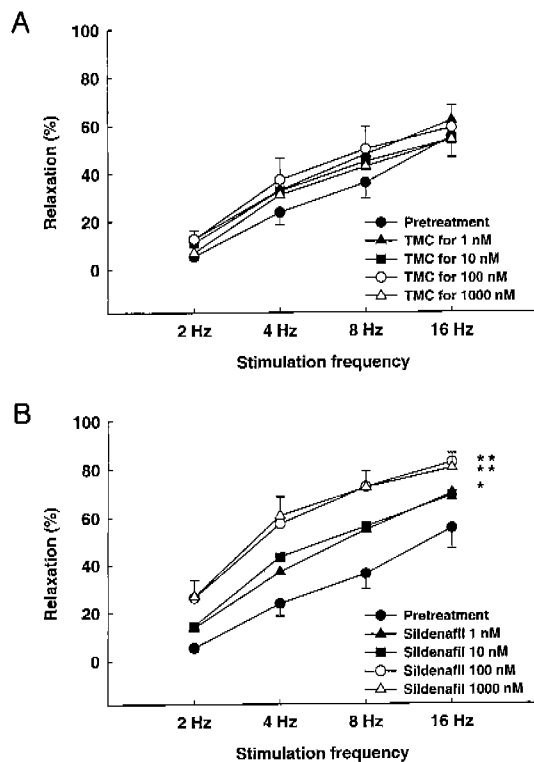 A
100
80
60
40
20
0
Relaxation (%)
Pretreatment
TMC for 1 nM
TMC for 10 nM
TMC for 100 nM
TMC for 1000 nM
2 Hz 4 Hz 8 Hz 16 Hz
Stimulation frequency
B
100
80
60
40
20
0
Relaxation (%)
**
**
*
Pretreatment
Sildenafil 1 nM
Sildenafil 10 nM
Sildenafil 100 nM
Sildenafil 1000 nM
2 Hz 4 Hz 8 Hz 16 Hz
Stimulation frequency